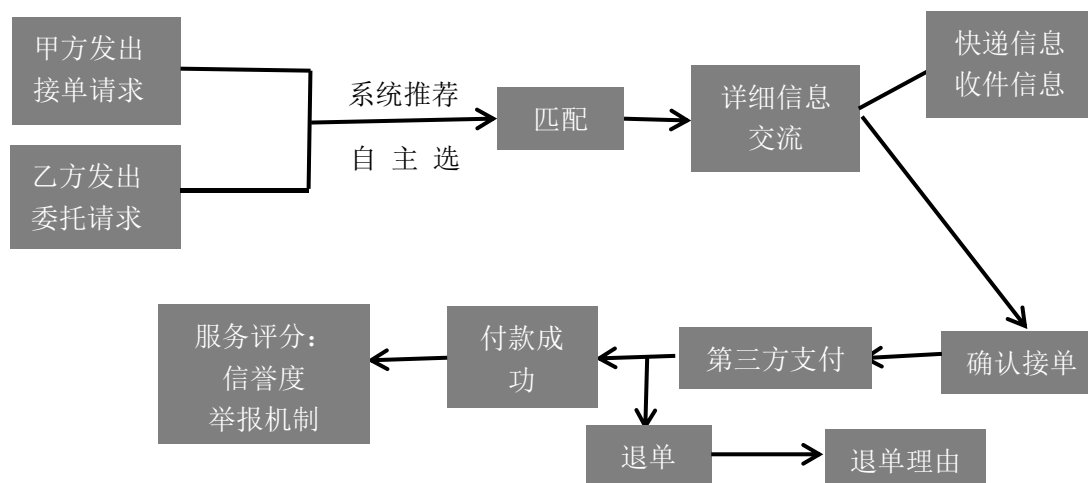 甲方发出
接单请求
乙方发出
委托请求
系统推荐
自 主 选
匹配
详细信息
交流
快递信息
收件信息
服务评分：
信誉度
举报机制
付款成
功
第三方支付
确认接单
退单
退单理由